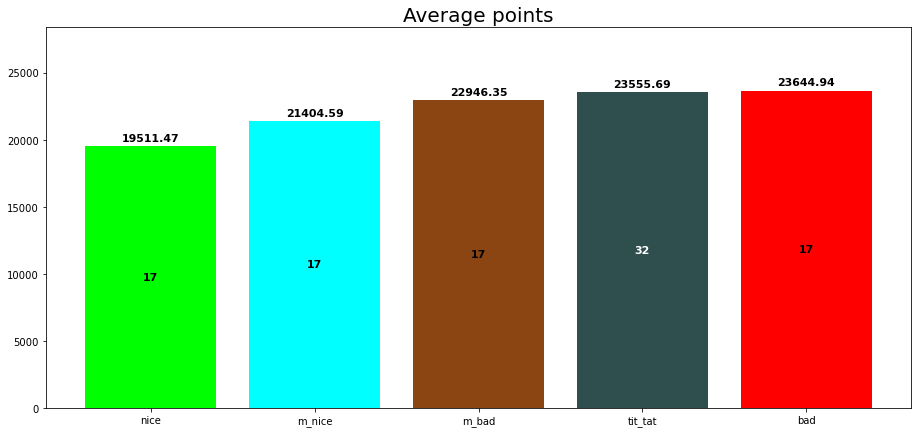 Average points
25000
20000
15000
10000
5000
0
19511.47
21404.59
22946.35
23555.69
23644.94
17
17
17
32
17
nice
m_nice
m_bad
tit_tat
bad